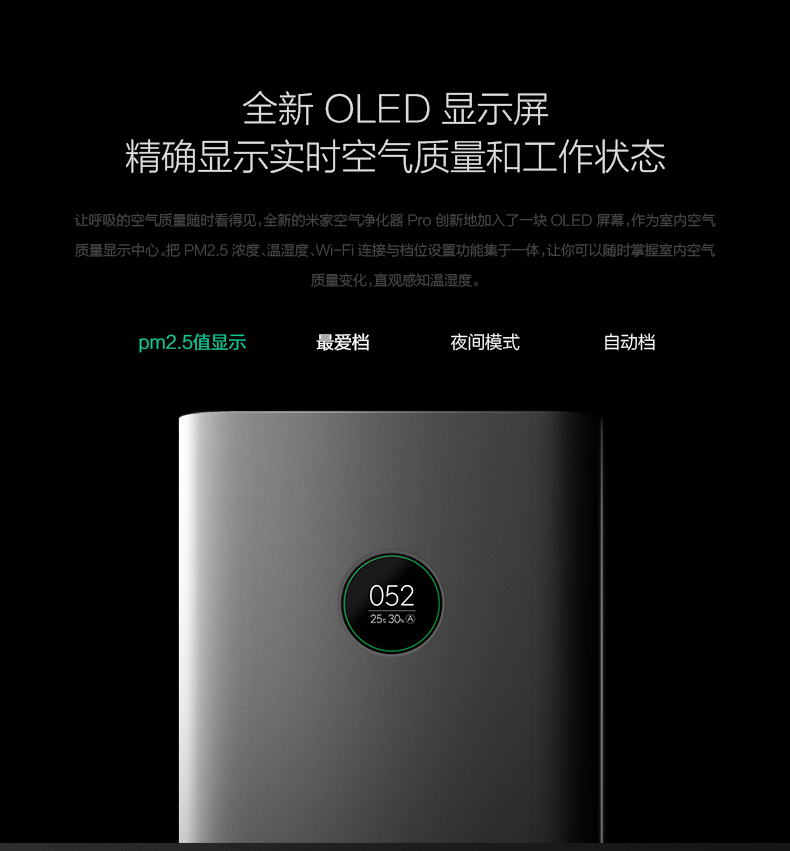 全新 OLED 显示屏
精确显示实时空气质量和工作状态
让呼吸的空气质量随时看得见，全新的米家空气净化器 Pro 创新地加入了一块 OLED 屏幕，作为室内空气
质量显示中心。把 PM2.5 浓度、温湿度、Wi-Fi 连接与档位设置功能集于一体，让你可以随时掌握室内空气
质量变化，直观感知温湿度。
pm2.5值显示 最爱档 夜间模式 自动档
052
25℃ 30% A